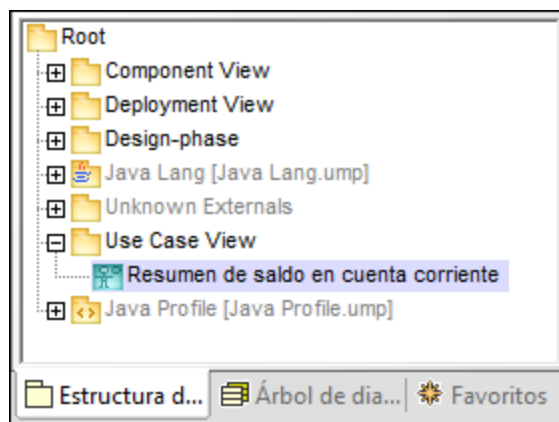 Root
Component View
Deployment View
Design-phase
Java Lang [Java Lang.ump]
Unknown Externals
Use Case View
Resumen de saldo en cuenta corriente
Java Profile [Java Profile.ump]
Estructura d... Árbol de dia... Favoritos